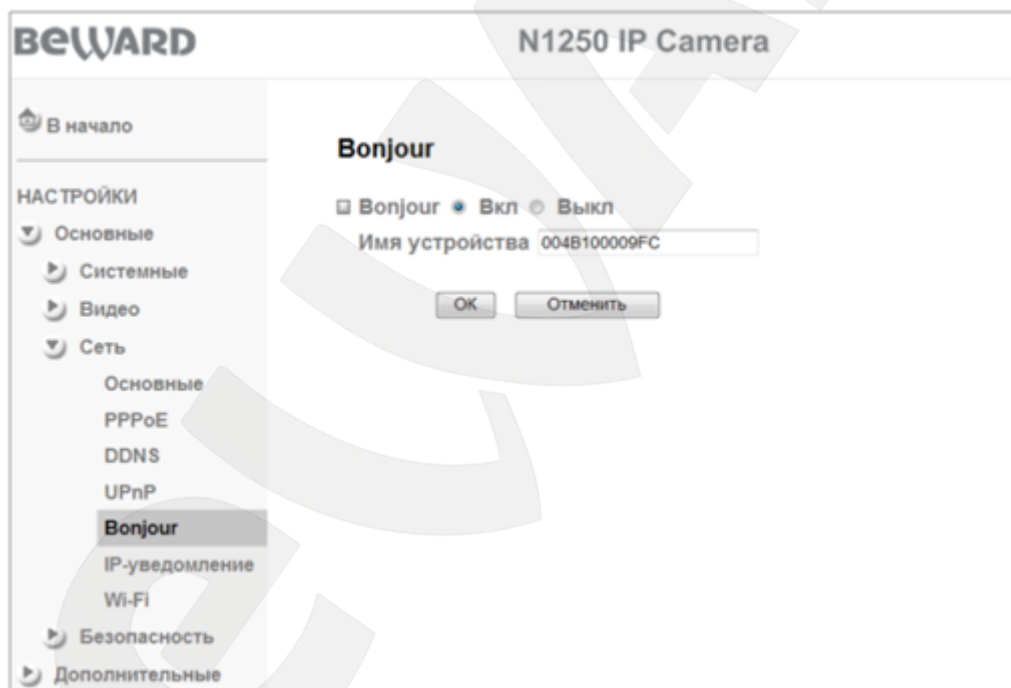 BEWARD
N1250 IP Camera
В начало
НАСТРОЙКИ
Основные
Системные
Видео
Сеть
Основные
PPPoE
DDNS
UPnP
Bonjour
IP-уведомление
Wi-Fi
Безопасность
Дополнительные
Bonjour
Bonjour Вкл Выкл
Имя устройства 004B100009FC
OK Отменить